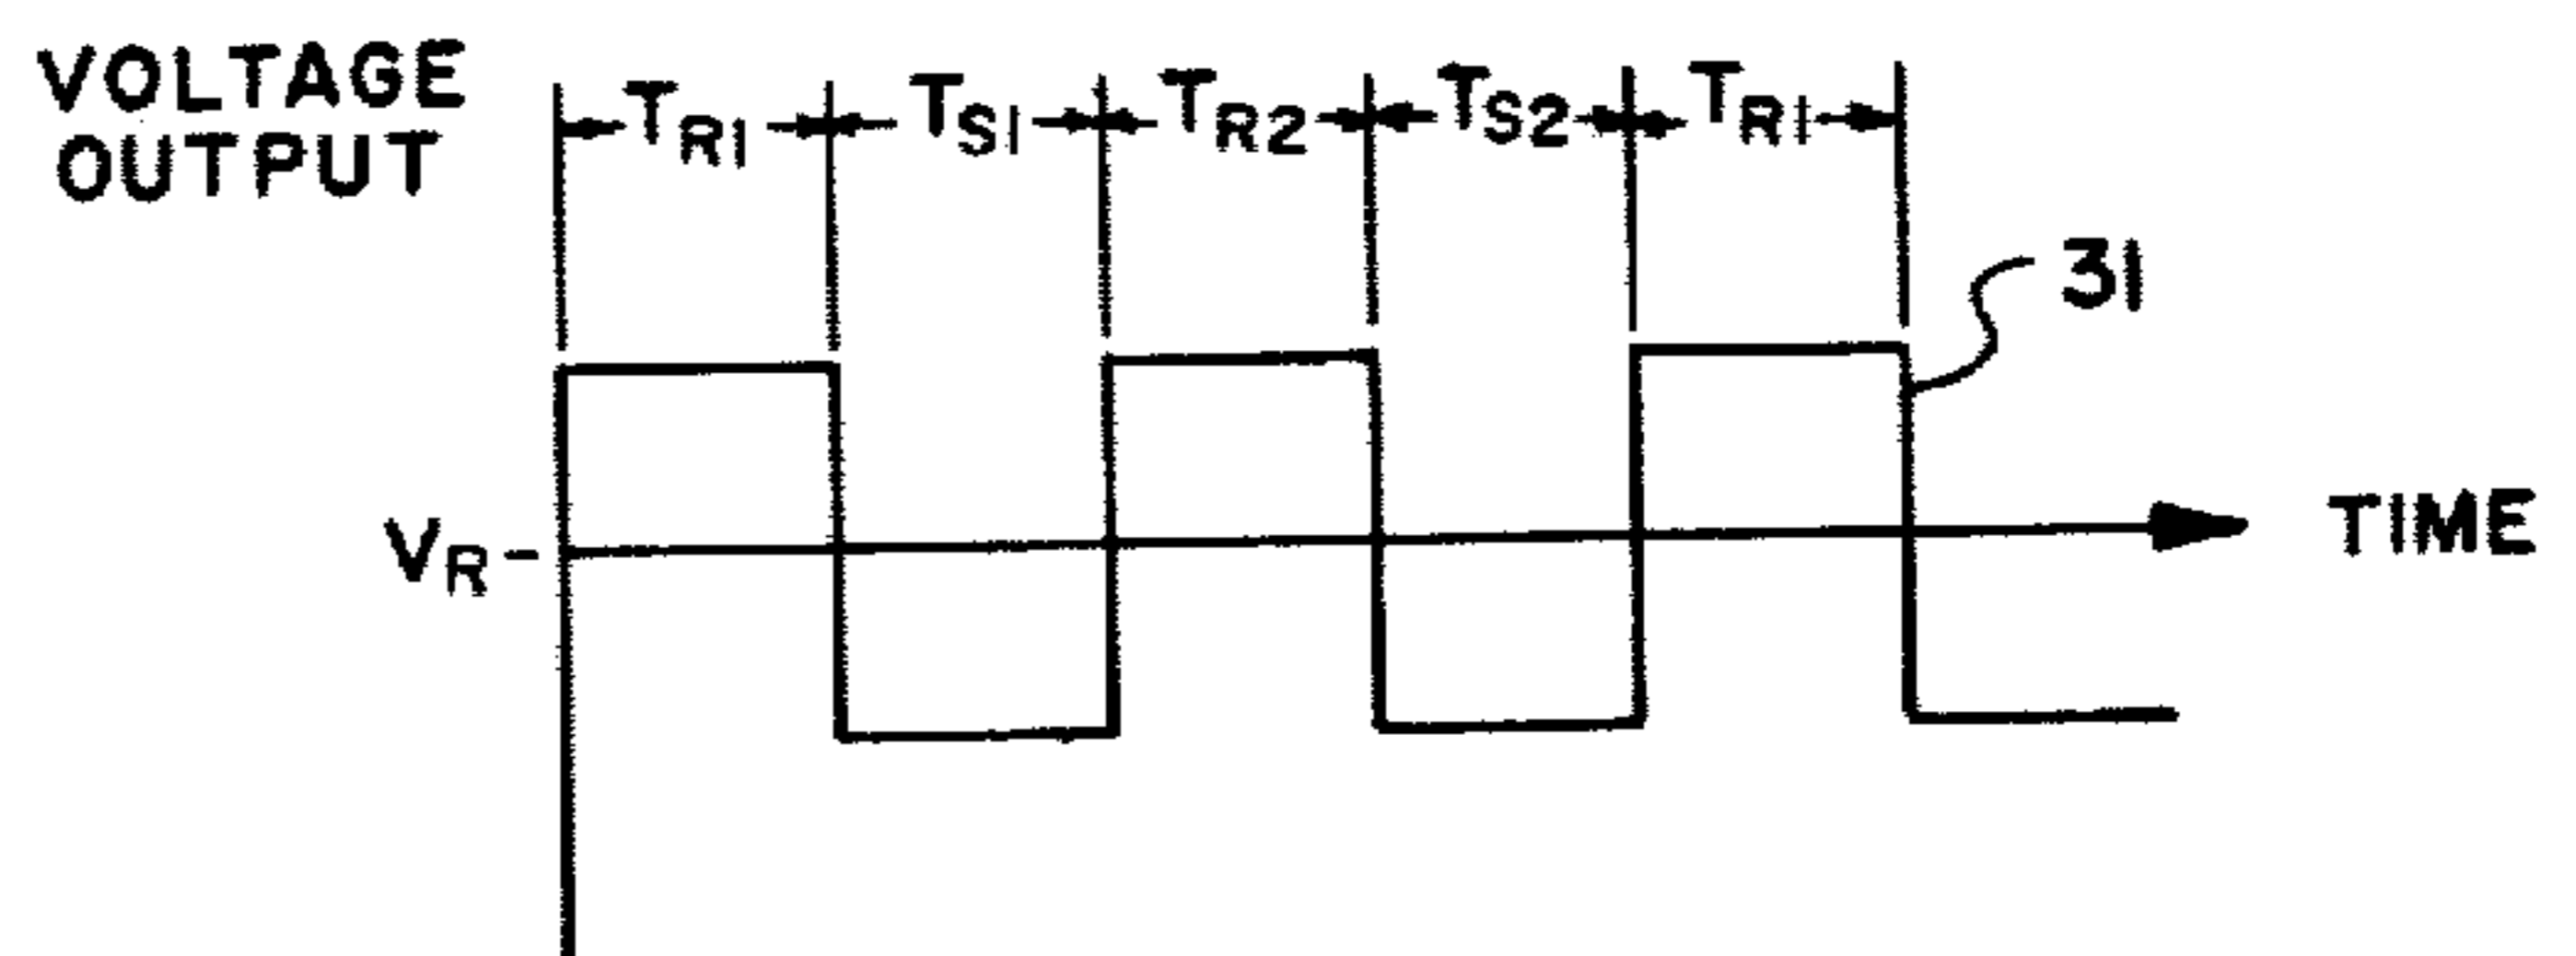 VOLTAGE
OUTPUT
TR1 TS1 TR2 TS2 TR1
31
VR
TIME